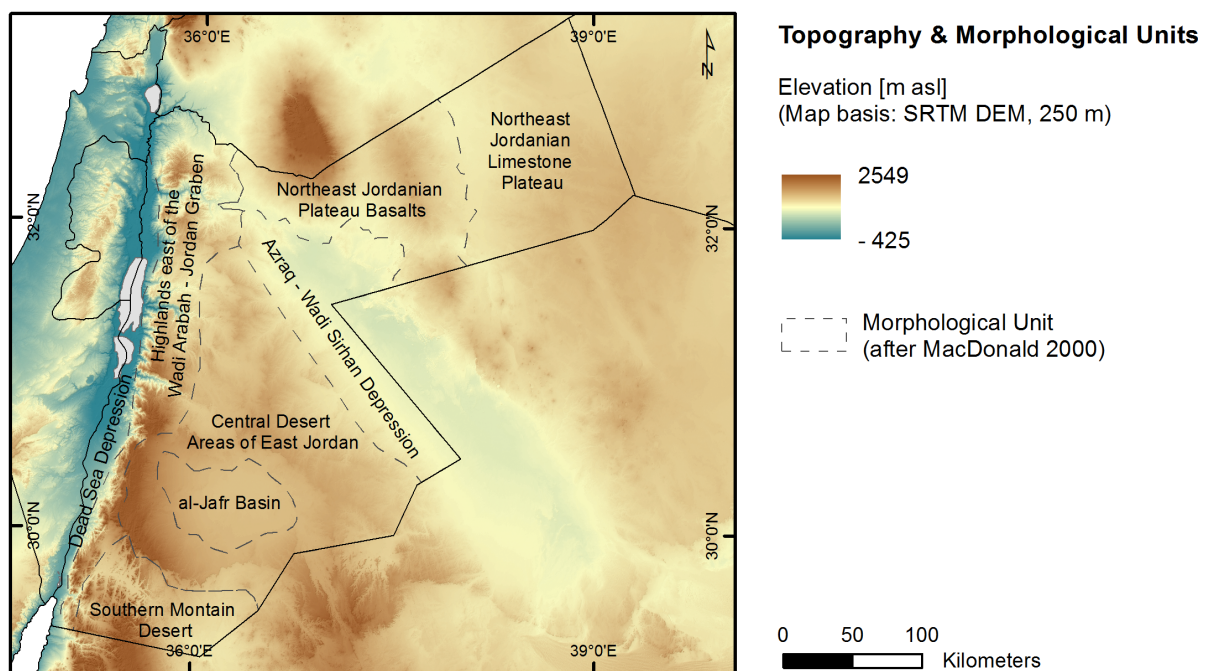 36°0'E
39°0'E
N
32°0'N
32°0'N
30°0'N
30°0'N
36°0'E
39°0'E
Northeast
Jordanian
Limestone
Plateau
Northeast Jordanian
Plateau Basalts
Highlands east of the
Wadi Arabah - Jordan Graben
Azraq - Wadi Sirhan Depression
Central Desert
Areas of East Jordan
Dead Sea Depression
al-Jafr Basin
Southern Montain
Desert
Topography & Morphological Units
Elevation [m asl]
(Map basis: SRTM DEM, 250 m)
2549
- 425
Morphological Unit
(after MacDonald 2000)
0 50 100
Kilometers